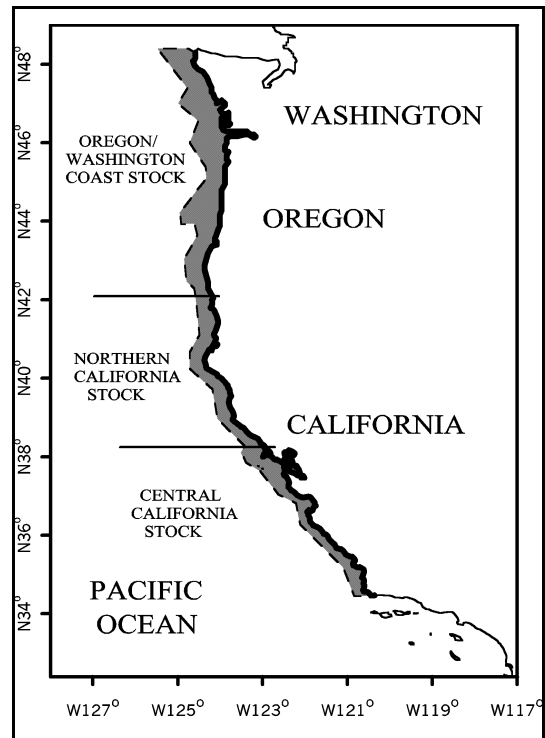 WASHINGTON
OREGON/
WASHINGTON
COAST STOCK
OREGON
NORTHERN
CALIFORNIA
STOCK
CALIFORNIA
CENTRAL
CALIFORNIA
STOCK
PACIFIC
OCEAN
N48°
N46°
N44°
N42°
N40°
N38°
N36°
N34°
W127° W125° W123° W121° W119° W117°